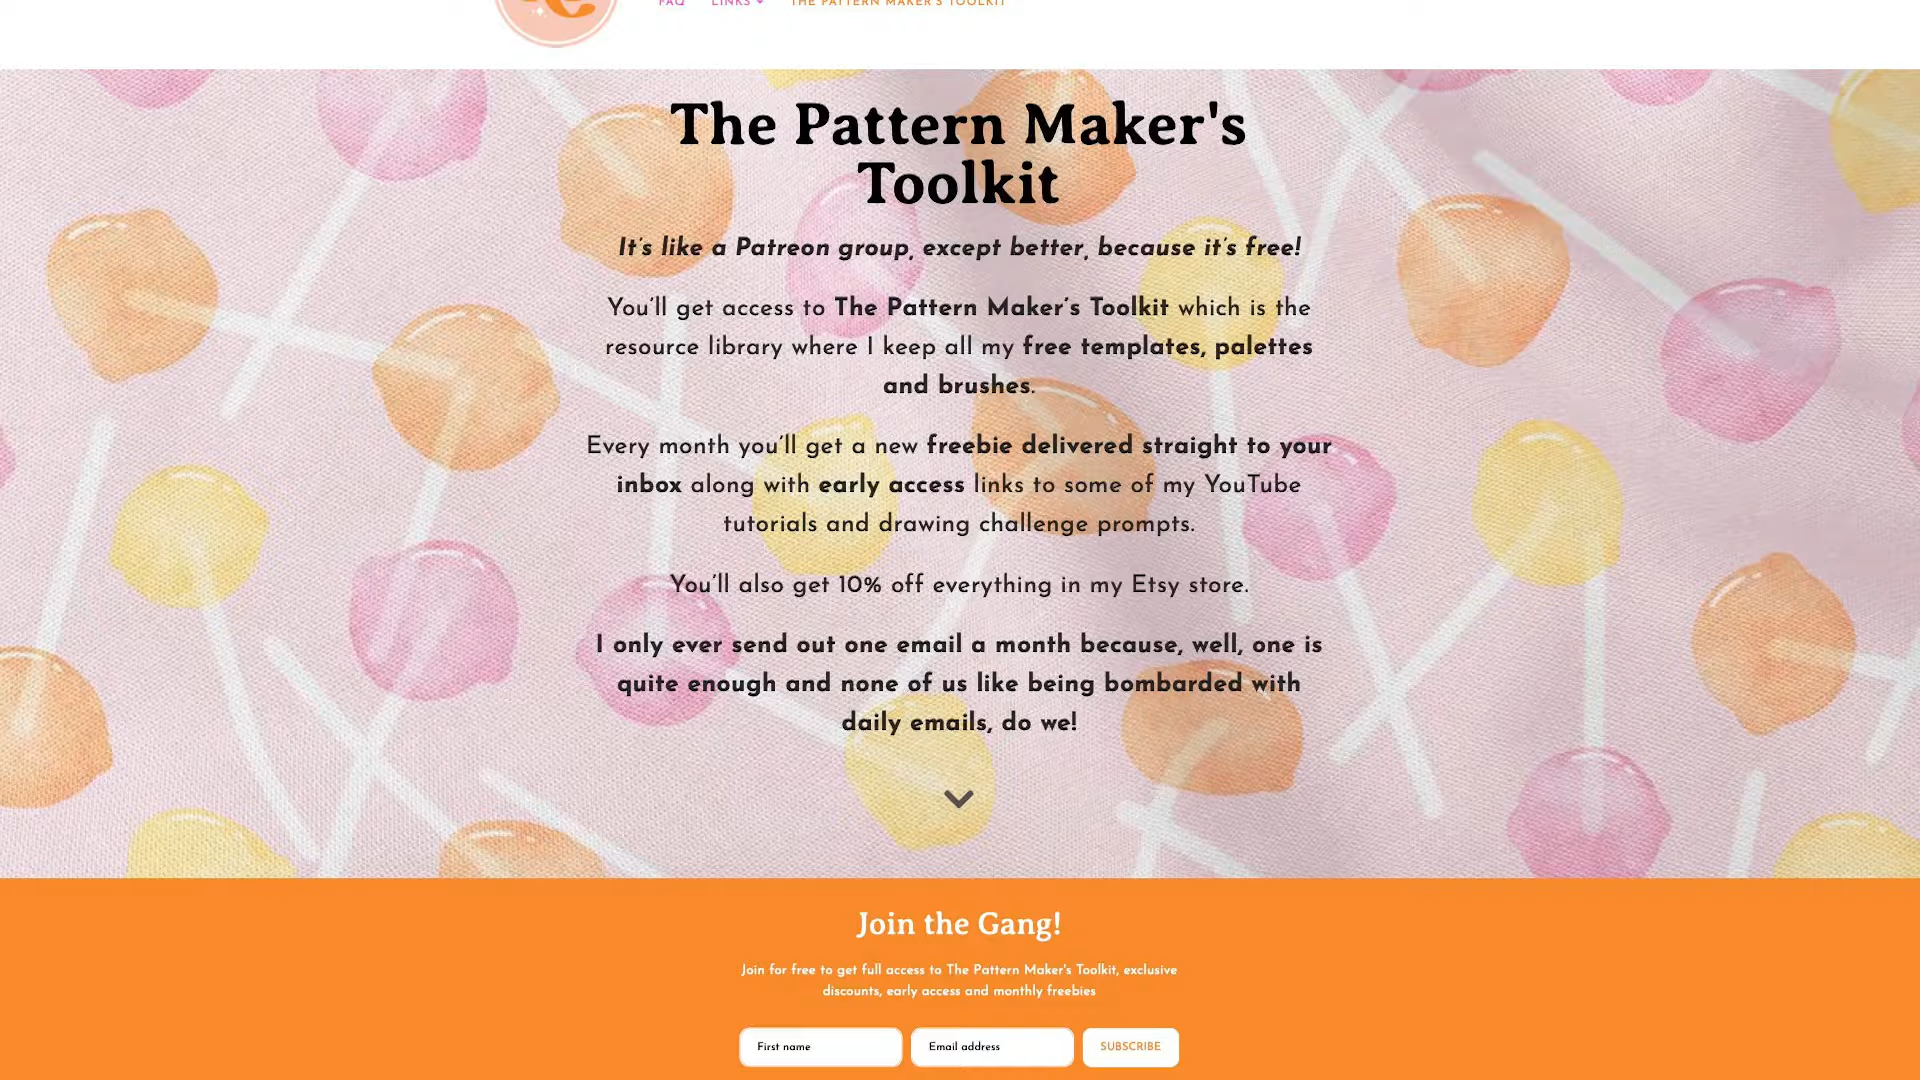 FAQ LINKS THE PATTERN MAKER'S TOOLKIT
The Pattern Maker's
Toolkit
It's like a Patreon group, except better, because it's free!
You'll get access to The Pattern Maker's Toolkit which is the
resource library where I keep all my free templates, palettes
and brushes.
Every month you'll get a new freebie delivered straight to your
inbox along with early access links to some of my YouTube
tutorials and drawing challenge prompts.
You'll also get 10% off everything in my Etsy store.
I only ever send out one email a month because, well, one is
quite enough and none of us like being bombarded with
daily emails, do we!
Join the Gang!
Join for free to get full access to The Pattern Maker's Toolkit, exclusive
discounts, early access and monthly freebies
First name Email address SUBSCRIBE